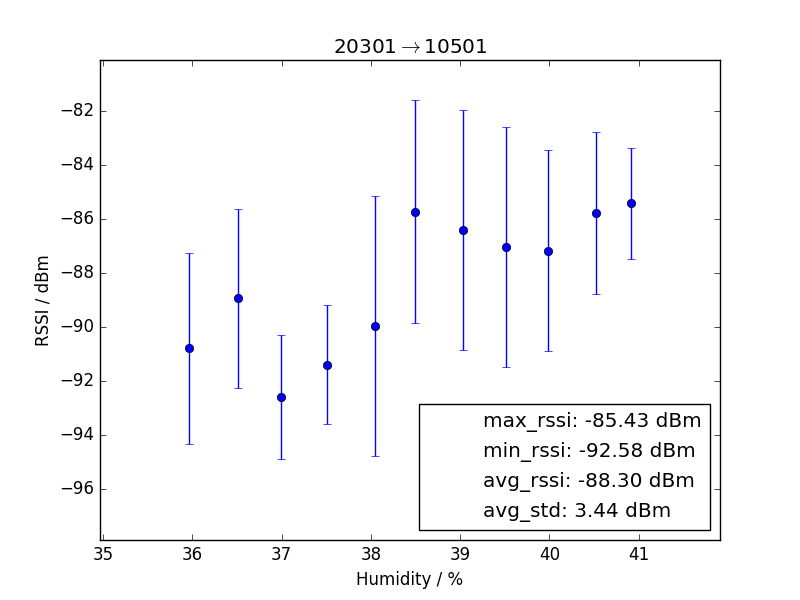 20301→10501
RSSI / dBm
−82
−84
−86
−88
−90
−92
−94
−96
max_rssi: -85.43 dBm
min_rssi: -92.58 dBm
avg_rssi: -88.30 dBm
avg_std: 3.44 dBm
35 36 37 38 39 40 41
Humidity / %